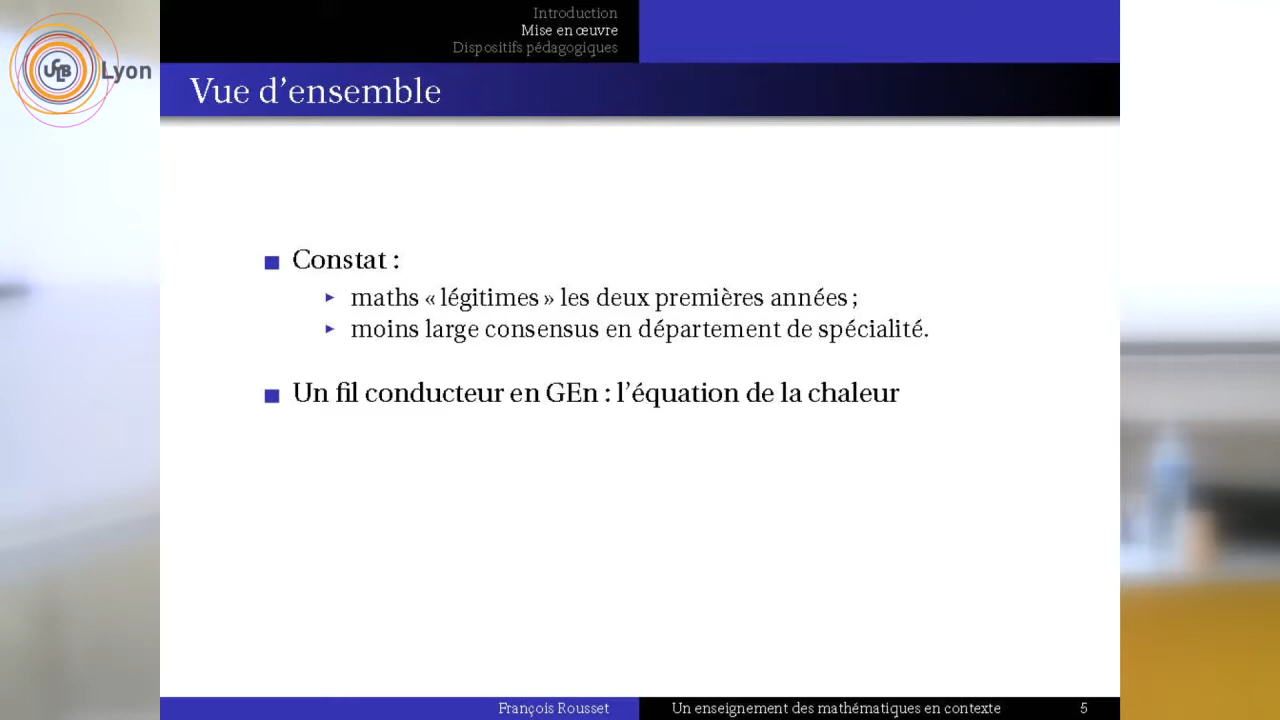 Introduction
Mise en œuvre
Dispositifs pédagogiques
Lyon
Vue d'ensemble
Constat :
maths « légitimes » les deux premières années ;
moins large consensus en département de spécialité.
Un fil conducteur en GEn : l'équation de la chaleur
François Rousset
Un enseignement des mathématiques en contexte
5